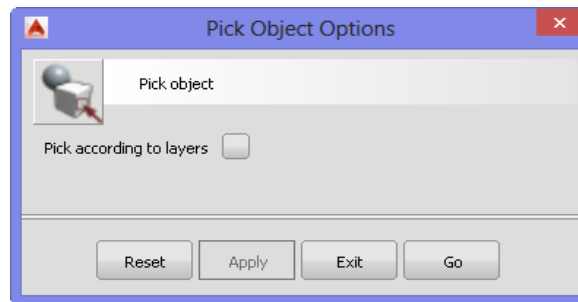 Pick Object Options
Pick object
Pick according to layers
Reset Apply Exit Go